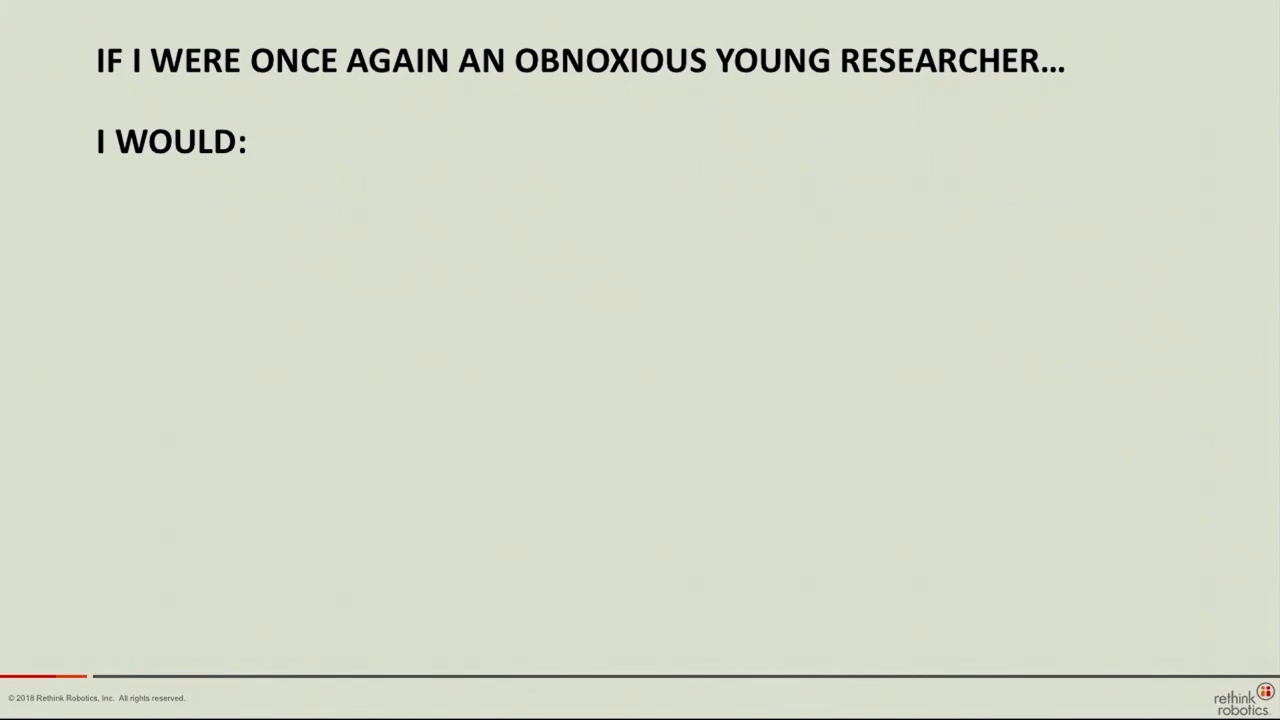 IF I WERE ONCE AGAIN AN OBNOXIOUS YOUNG RESEARCHER…
I WOULD:
© 2018 Rethink Robotics, Inc. All rights reserved.
rethink
robotics.